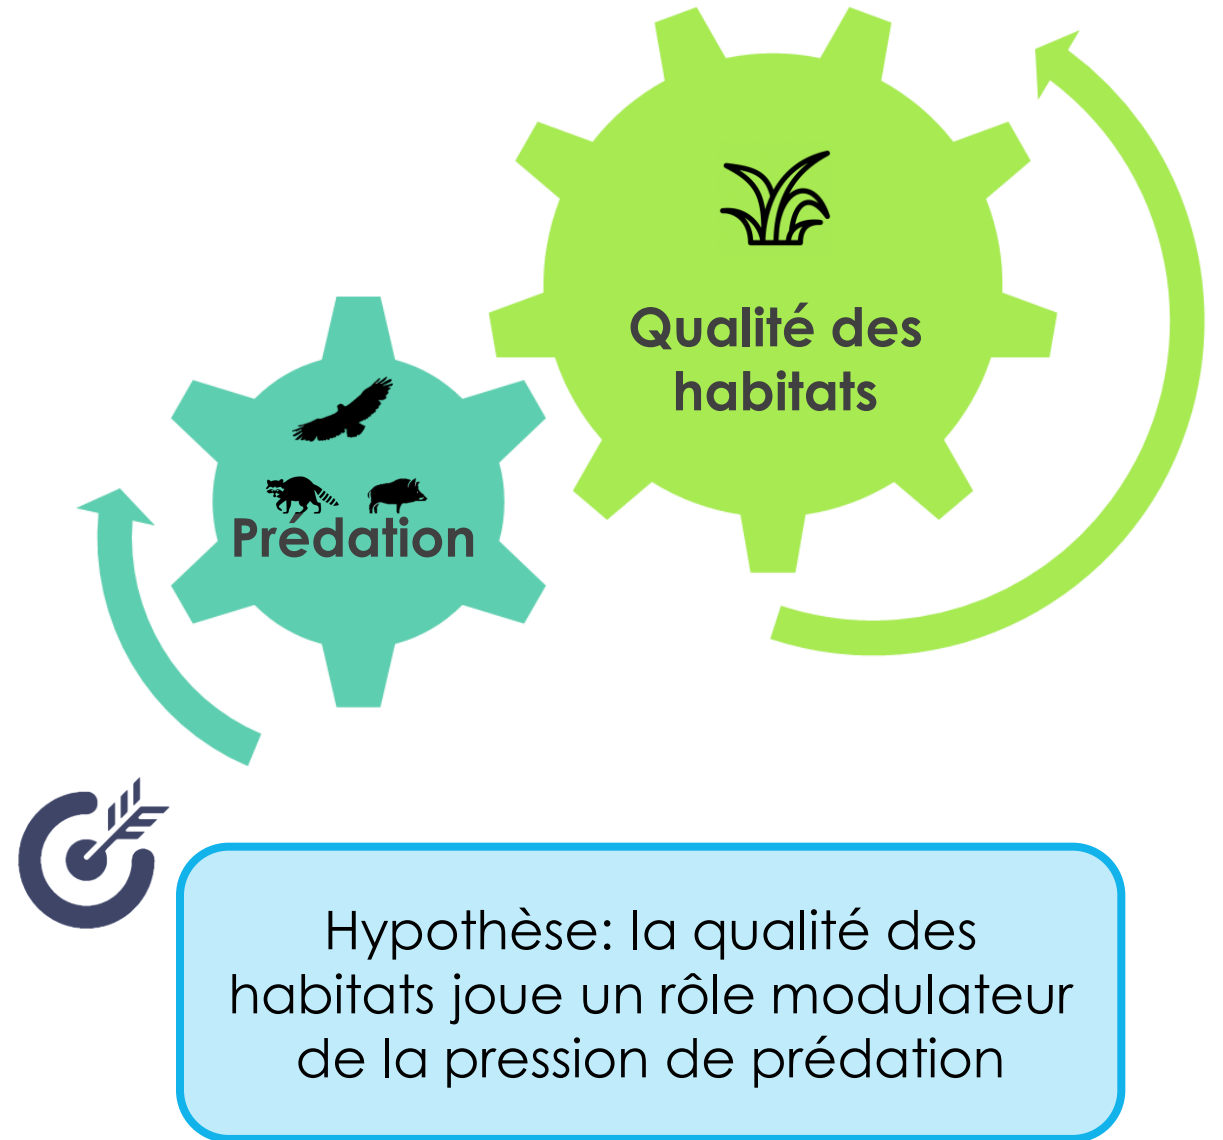 Qualité des
habitats
Prédation
Hypothèse: la qualité des
habitats joue un rôle modulateur
de la pression de prédation